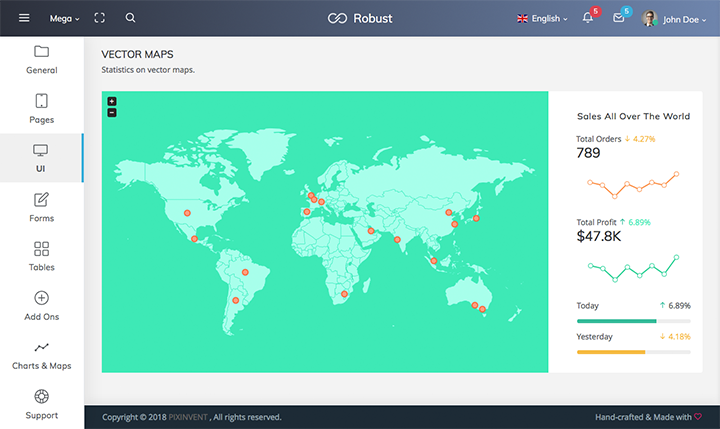 Mega
Robust
English
5
5
John Doe
General
Pages
UI
Forms
Tables
Add Ons
Charts & Maps
Support
VECTOR MAPS
Statistics on vector maps.
+
−
Sales All Over The World
Total Orders ↓ 4.27%
789
Total Profit ↑ 6.89%
$47.8K
Today ↑ 6.89%
Yesterday ↓ 4.18%
Copyright © 2018 PIXINVENT , All rights reserved.
Hand-crafted & Made with